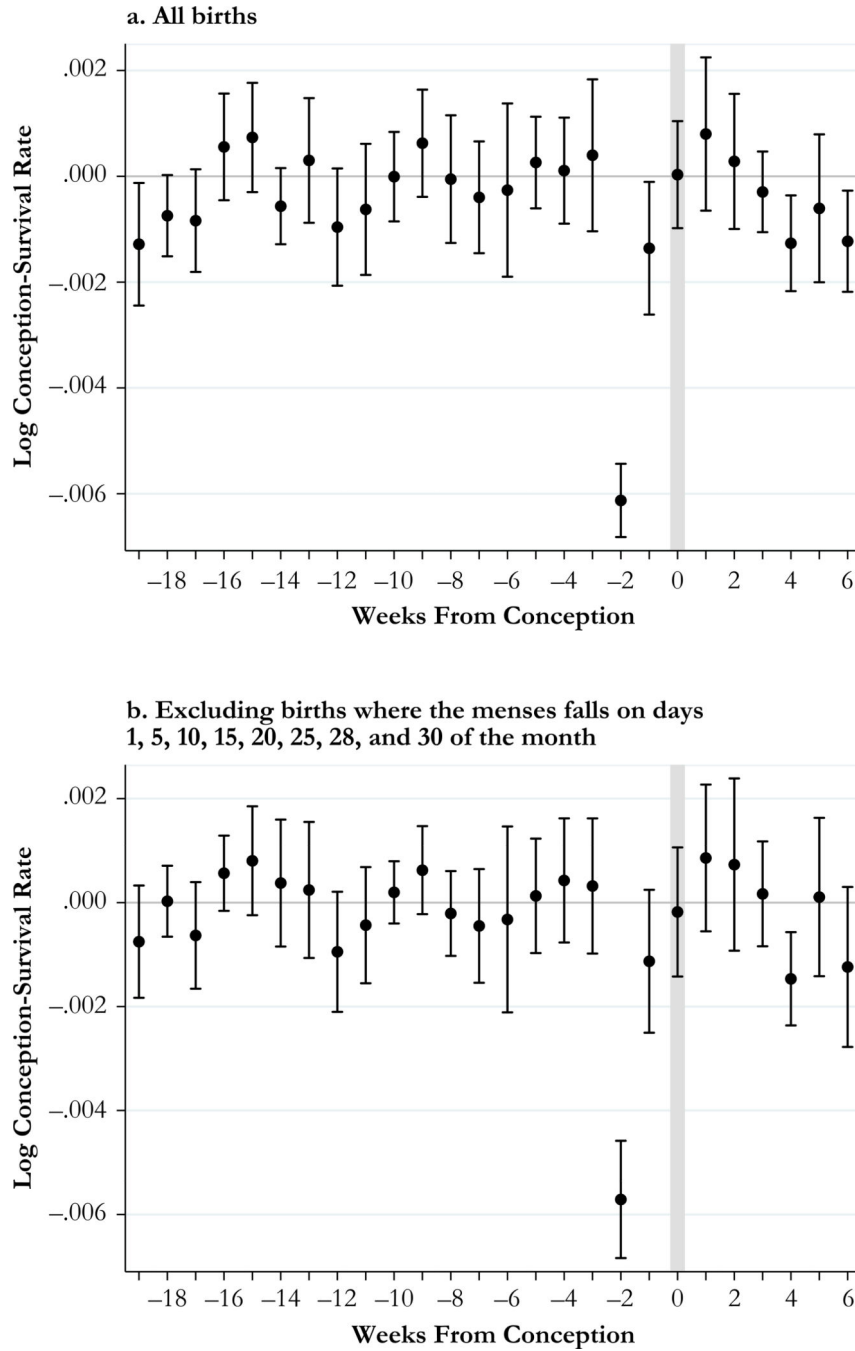 a. All births
.002
.000
–.002
–.004
–.006
Log Conception-Survival Rate
–18 –16 –14 –12 –10 –8 –6 –4 –2 0 2 4 6
Weeks From Conception
b. Excluding births where the menses falls on days
1, 5, 10, 15, 20, 25, 28, and 30 of the month
.002
.000
–.002
–.004
–.006
Log Conception-Survival Rate
–18 –16 –14 –12 –10 –8 –6 –4 –2 0 2 4 6
Weeks From Conception